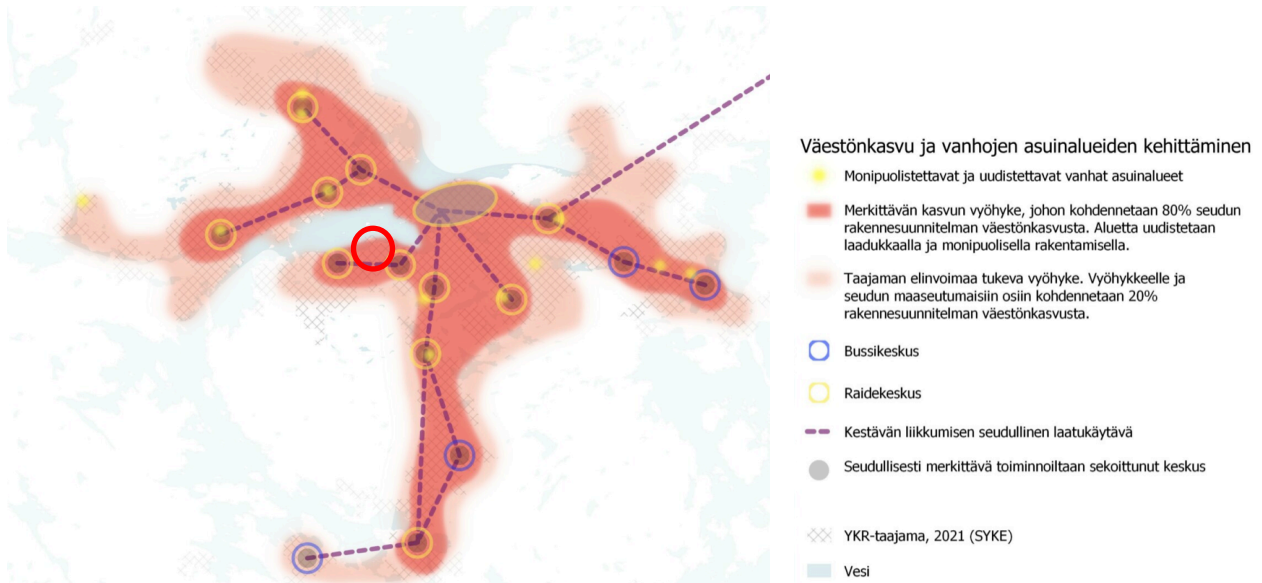 Väestönkasvu ja vanhojen asuinalueiden kehittäminen
Monipuolistettavat ja uudistettavat vanhat asuinalueet
Merkittävän kasvun vyöhyke, johon kohdennetaan 80% seudun
rakennesuunnitelman väestönkasvusta. Aluetta uudistetaan
laadukkaalla ja monipuolisella rakentamisella.
Taajaman elinvoimaa tukeva vyöhyke. Vyöhykkeelle ja
seudun maaseutumaisiin osiin kohdennetaan 20%
rakennesuunnitelman väestönkasvusta.
Bussikeskus
Raidekeskus
Kestävän liikkumisen seudullinen laatukäytävä
Seudullisesti merkittävä toiminnoiltaan sekoittunut keskus
YKR-taajama, 2021 (SYKE)
Vesi